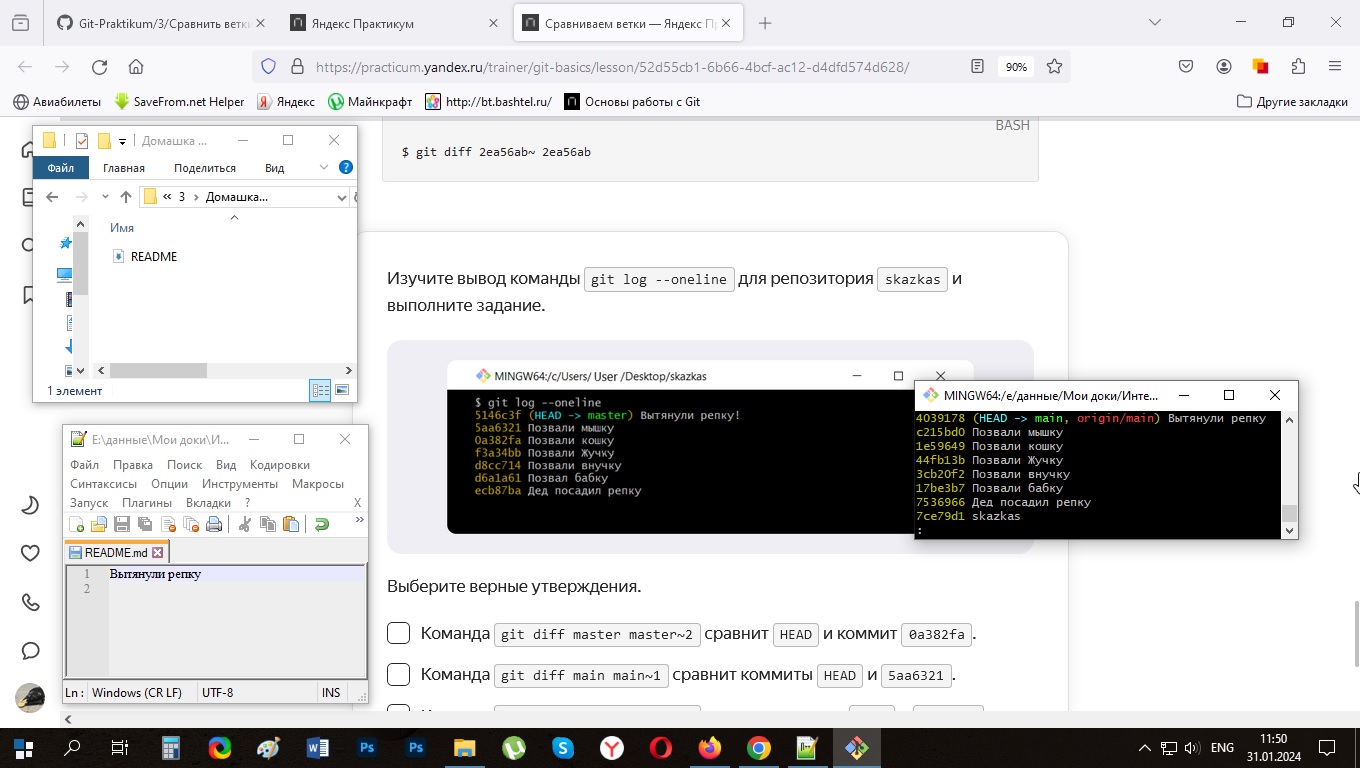 Git-Praktikum/3/Сравнить ветк
Яндекс Практикум
Сравниваем ветки — Яндекс П
https://practicum.yandex.ru/trainer/git-basics/lesson/52d55cb1-6b66-4bcf-ac12-d4dfd574d628/
90%
Авиабилеты
SaveFrom.net Helper
Яндекс
Майнкрафт
http://bt.bashtel.ru/
Основы работы с Git
Другие закладки
BASH
$ git diff 2ea56ab~ 2ea56ab
Домашка ...
Файл Главная Поделиться Вид
« 3 › Домашка...
Имя
README
1 элемент
Изучите вывод команды git log --oneline для репозитория skazkas и
выполните задание.
MINGW64:/c/Users/ User /Desktop/skazkas
$ git log --oneline
5146c3f (HEAD -> master) Вытянули репку!
5aa6321 Позвали мышку
0a382fa Позвали кошку
f3a34bb Позвали Жучку
d8cc714 Позвали внучку
d6a1a61 Позвал бабку
ecb87ba Дед посадил репку
MINGW64:/e/данные/Мои доки/Инте...
4039178 (HEAD -> main, origin/main) Вытянули репку
c215bd0 Позвали мышку
1e59649 Позвали кошку
44fb13b Позвали Жучку
3cb20f2 Позвали внучку
17be3b7 Позвали бабку
7536966 Дед посадил репку
7ce79d1 skazkas
:
E:\данные\Мои доки\И...
Файл Правка Поиск Вид Кодировки
Синтаксисы Опции Инструменты Макросы
Запуск Плагины Вкладки ? X
README.md
1 Вытянули репку
2
Ln : Windows (CR LF) UTF-8 INS
Выберите верные утверждения.
Команда git diff master master~2 сравнит HEAD и коммит 0a382fa.
Команда git diff main main~1 сравнит коммиты HEAD и 5aa6321.
ENG
11:50
31.01.2024